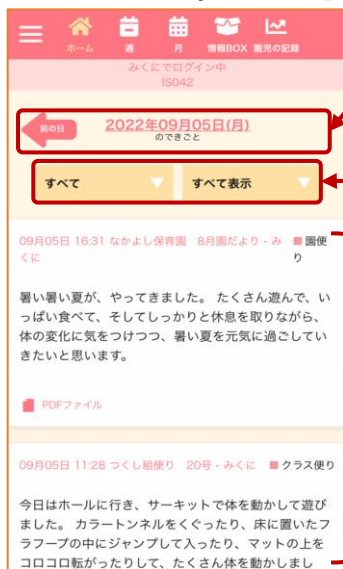 ホーム 週 月 情報BOX 園児の記録
みくにでログイン中
IS042
前の日 2022年09月05日(月)
のできごと
すべて すべて表示
09月05日 16:31 なかよし保育園 8月園だより - み ■園便
くに り
暑い暑い夏が、やってきました。 たくさん遊んで、い
っぱい食べて、そしてしっかりと休息を取りながら、
体の変化に気をつけつつ、暑い夏を元気に過ごしてい
きたいと思います。
PDFファイル
09月05日 11:28 つくし組便り 20号 - みくに ■クラス便り
今日はホールに行き、サーキットで体を動かして遊び
ました。 カラートンネルをくぐったり、床に置いたフ
ラフープの中にジャンプして入ったり、マットの上を
コロコロ転がったりして、たくさん体を動かしまし